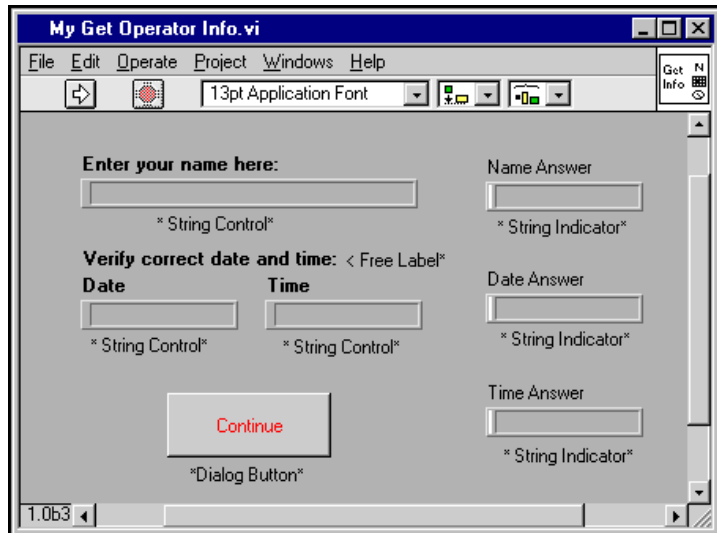 My Get Operator Info.vi
File Edit Operate Project Windows Help
13pt Application Font
Get N
Info
Enter your name here:
* String Control*
Name Answer
* String Indicator*
Verify correct date and time: < Free Label*
Date Time
* String Control* * String Control*
Date Answer
* String Indicator*
Continue
*Dialog Button*
Time Answer
* String Indicator*
1.0b3